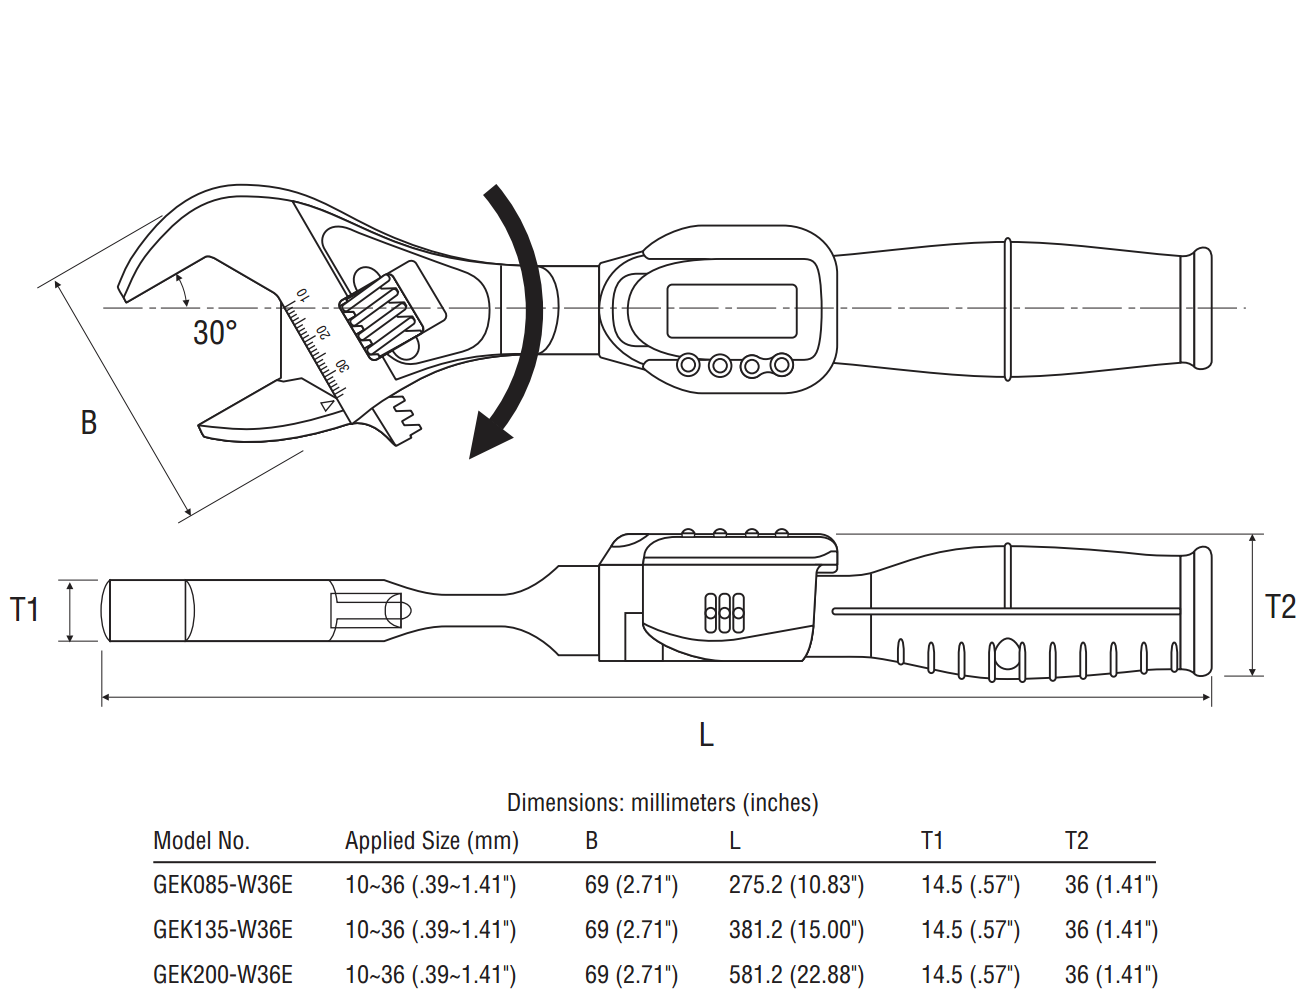 10
20
30
30°
B
T1
T2
L
Dimensions: millimeters (inches)
Model No. Applied Size (mm) B L T1 T2
GEK085-W36E 10~36 (.39~1.41") 69 (2.71") 275.2 (10.83") 14.5 (.57") 36 (1.41")
GEK135-W36E 10~36 (.39~1.41") 69 (2.71") 381.2 (15.00") 14.5 (.57") 36 (1.41")
GEK200-W36E 10~36 (.39~1.41") 69 (2.71") 581.2 (22.88") 14.5 (.57") 36 (1.41")